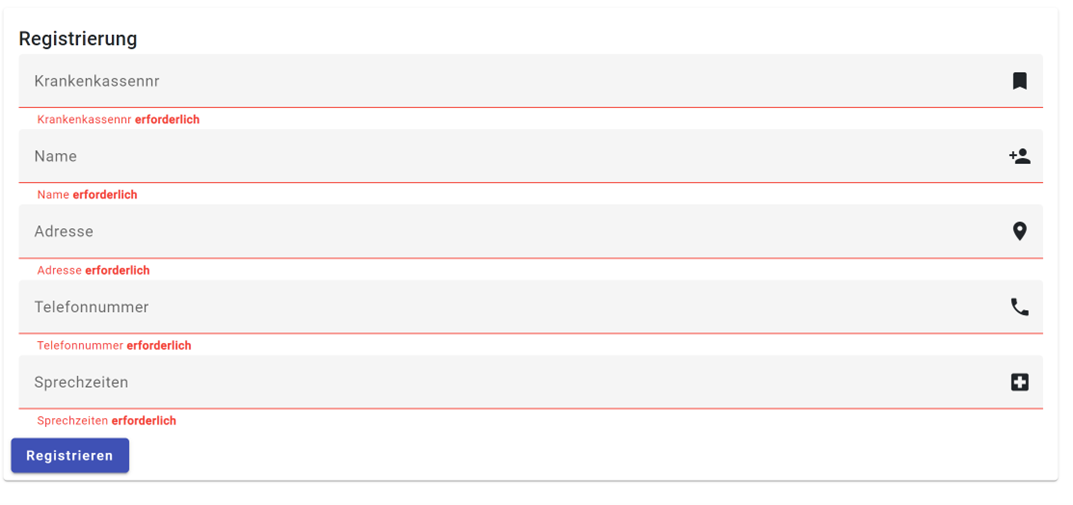 Registrierung
Krankenkassennr
Krankenkassennr erforderlich
Name
Name erforderlich
Adresse
Adresse erforderlich
Telefonnummer
Telefonnummer erforderlich
Sprechzeiten
Sprechzeiten erforderlich
Registrieren